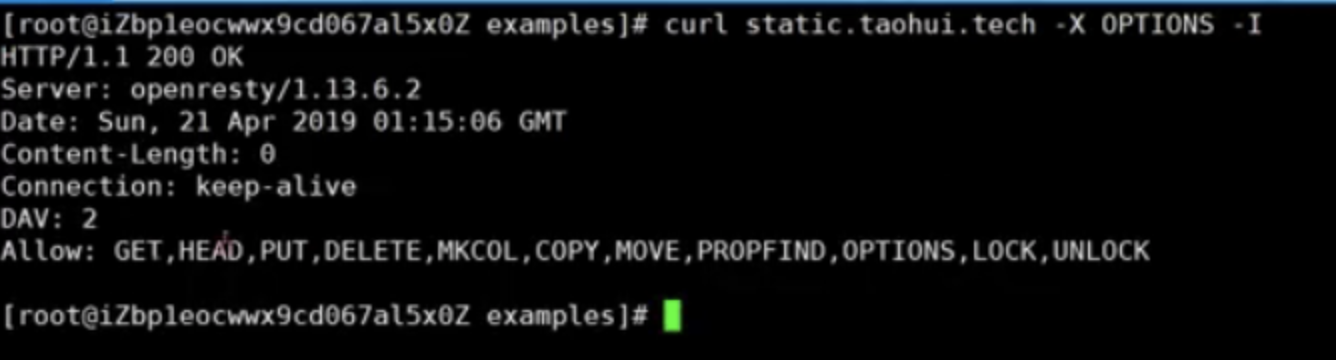 [root@iZbp1eocwwx9cd067al5x0Z examples]# curl static.taohui.tech -X OPTIONS -I
HTTP/1.1 200 OK
Server: openresty/1.13.6.2
Date: Sun, 21 Apr 2019 01:15:06 GMT
Content-Length: 0
Connection: keep-alive
DAV: 2
Allow: GET,HEAD,PUT,DELETE,MKCOL,COPY,MOVE,PROPFIND,OPTIONS,LOCK,UNLOCK
[root@iZbp1eocwwx9cd067al5x0Z examples]#